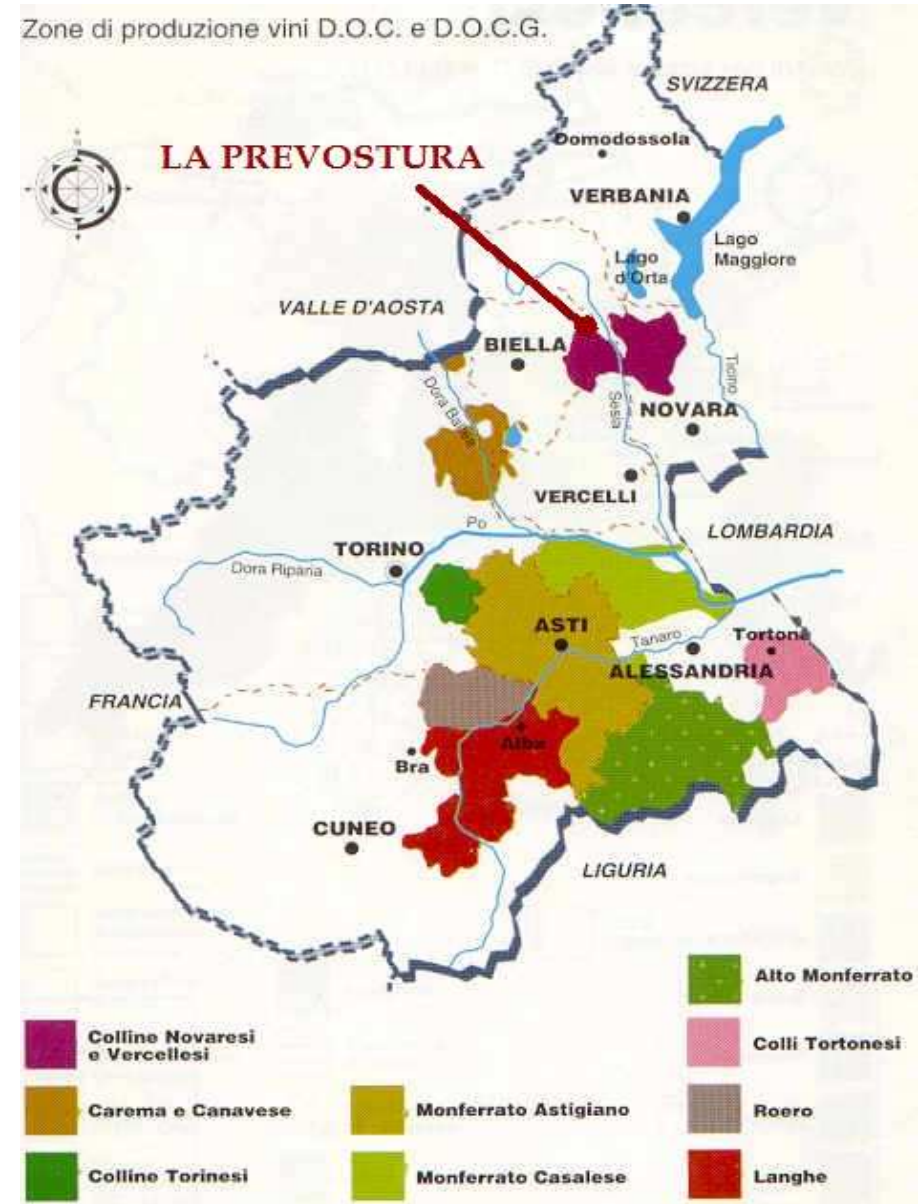 Zone di produzione vini D.O.C. e D.O.C.G.
SVIZZERA
Domodossola
LA PREVOSTURA
VERBANIA
Lago
Maggiore
Lago
d'Orta
VALLE D'AOSTA
BIELLA
Ticino
Dora Baltea
Sesia
NOVARA
VERCELLI
Po
LOMBARDIA
TORINO
Dora Riparia
ASTI
Tanaro
Tortona
ALESSANDRIA
FRANCIA
Alba
Bra
CUNEO
LIGURIA
Alto Monferrato
Colline Novaresi
e Vercellesi
Colli Tortonesi
Carema e Canavese
Monferrato Astigiano
Roero
Colline Torinesi
Monferrato Casalese
Langhe